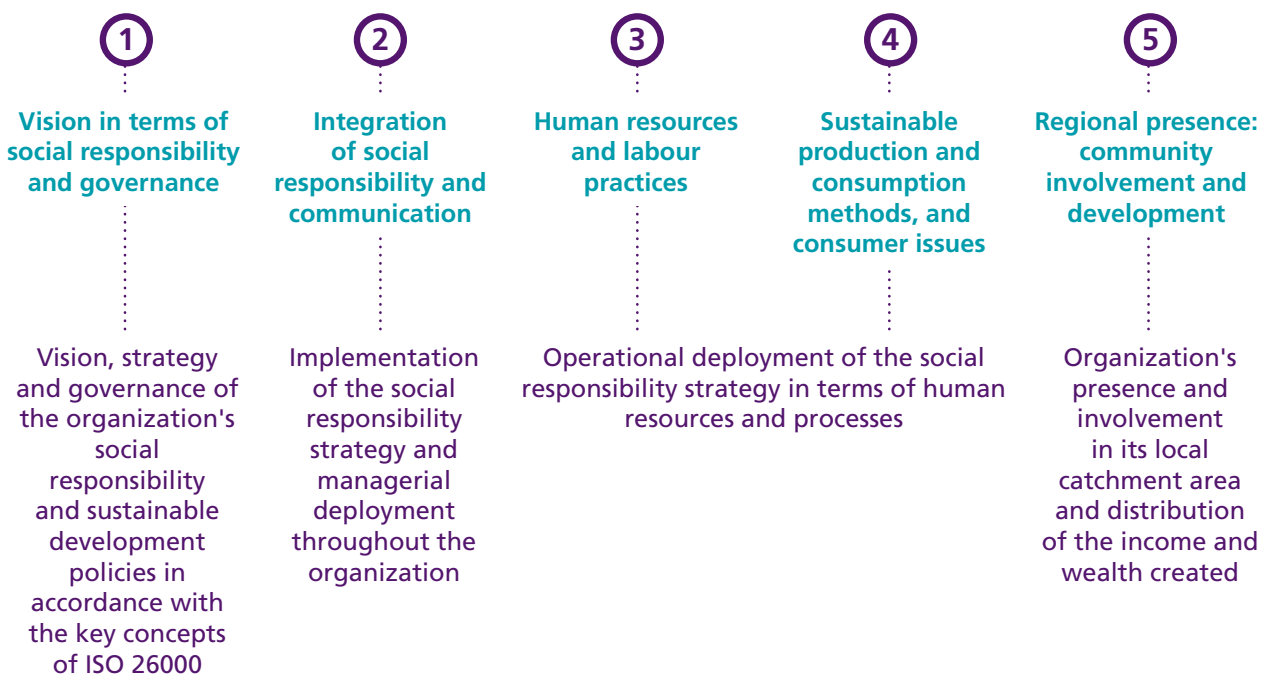 1
Vision in terms of
social responsibility
and governance
Vision, strategy
and governance of
the organization's
social
responsibility
and sustainable
development
policies in
accordance with
the key concepts
of ISO 26000
2
Integration
of social
responsibility and
communication
Implementation
of the social
responsibility
strategy and
managerial
deployment
throughout the
organization
3
Human resources
and labour
practices
4
Sustainable
production and
consumption
methods, and
consumer issues
Operational deployment of the social
responsibility strategy in terms of human
resources and processes
5
Regional presence:
community
involvement and
development
Organization's
presence and
involvement
in its local
catchment area
and distribution
of the income and
wealth created